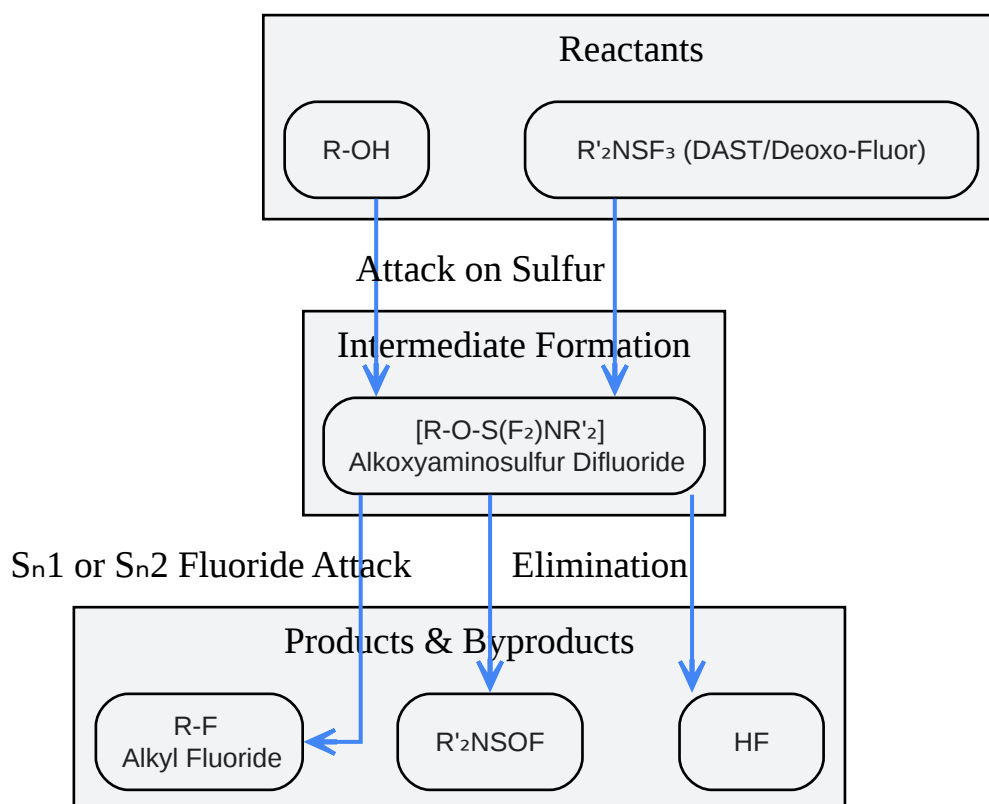 Reactants
R-OH
R'₂NSF₃ (DAST/Deoxo-Fluor)
Attack on Sulfur
Intermediate Formation
[R-O-S(F₂)NR'₂]
Alkoxyaminosulfur Difluoride
Sₙ1 or Sₙ2 Fluoride Attack
Elimination
Products & Byproducts
R-F
Alkyl Fluoride
R'₂NSOF
HF